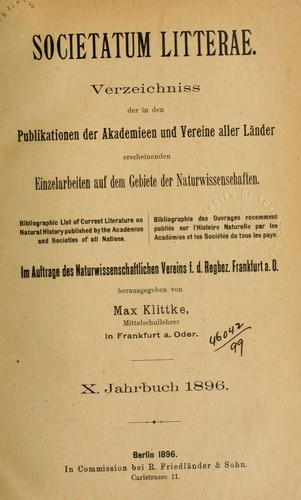 SOCIETATUM LITTERAE.
Verzeichniss
der in den
Publikationen der Akademieen und Vereine aller Länder
erscheinenden
Einzelarbeiten auf dem Gebiete der Naturwissenschaften.
Bibliographic List of Current Literature on
Natural History published by the Academies
and Societies of all Nations.
Bibliographie des Ouvrages recemment
publiés sur l'Histoire Naturelle par les
Académies et les Sociétés de tous les pays.
Im Auftrage des Naturwissenschaftlichen Vereins f. d. Regbez. Frankfurt a. O.
herausgegeben von
Max Klittke,
Mittelschullehrer
in Frankfurt a. Oder.
46042
99
X. Jahrbuch 1896.
Berlin 1896.
In Commission bei R. Friedländer & Sohn.
Carlstrasse 11.